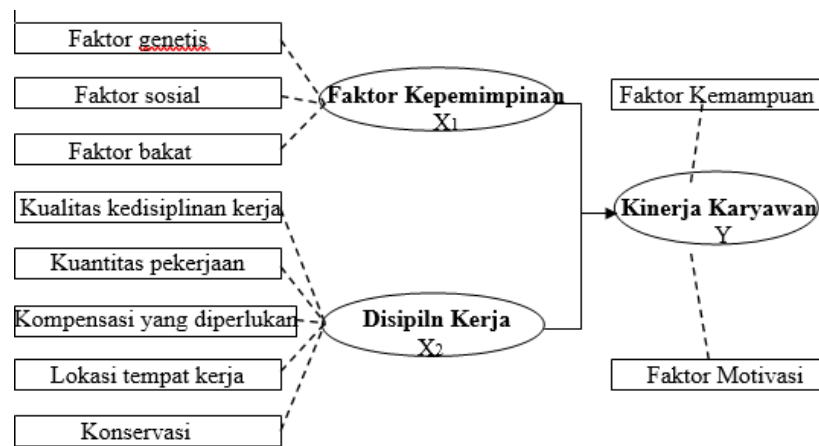 Faktor genetis
Faktor sosial
Faktor bakat
Kualitas kedisiplinan kerja
Kuantitas pekerjaan
Kompensasi yang diperlukan
Lokasi tempat kerja
Konservasi
Faktor Kepemimpinan
X1
Disipiln Kerja
X2
Faktor Kemampuan
Kinerja Karyawan
Y
Faktor Motivasi